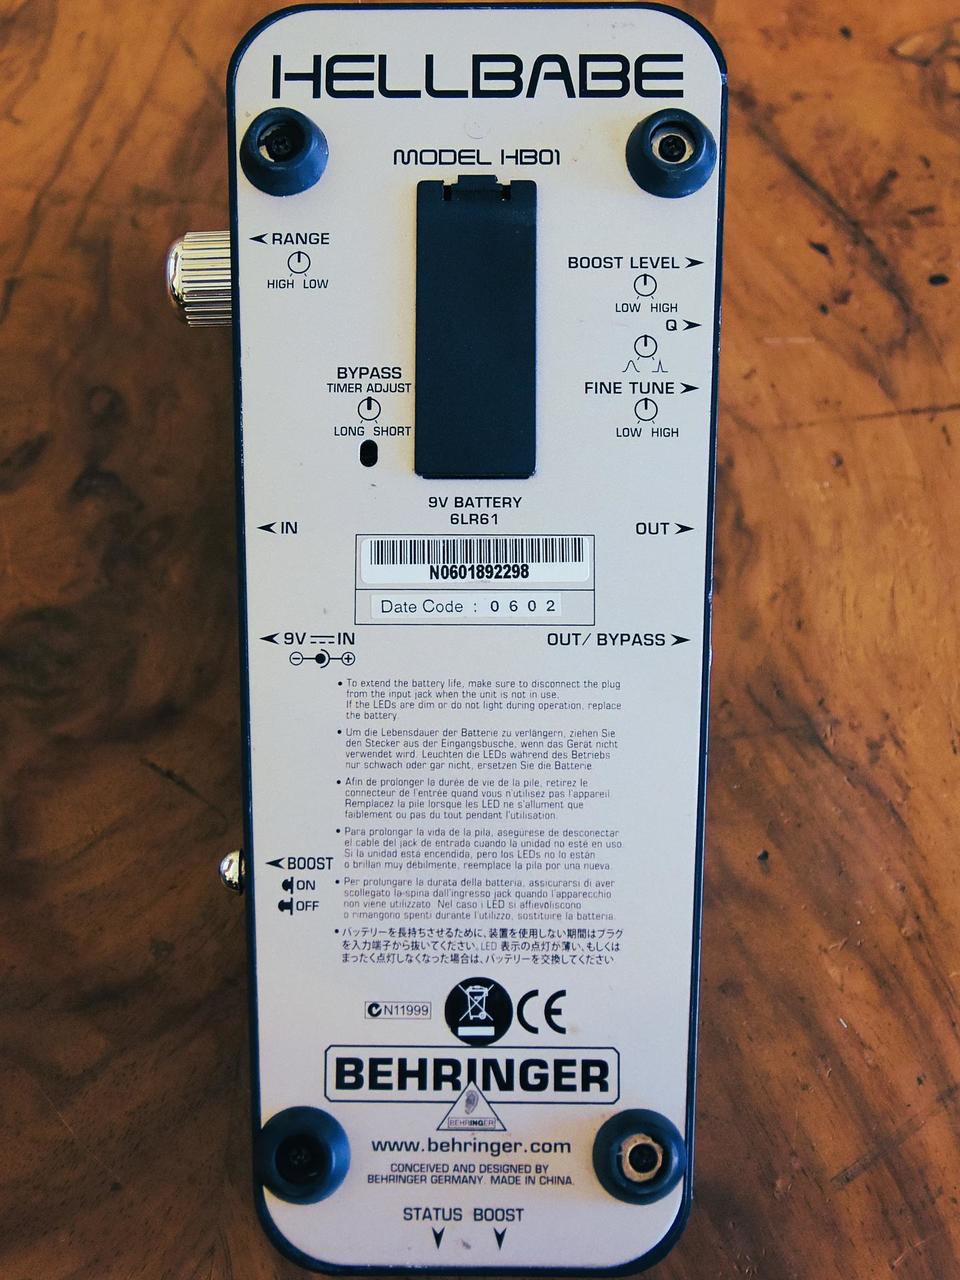 HELLBABE
MODEL HB01
RANGE
HIGH LOW
BOOST LEVEL
LOW HIGH
Q
BYPASS
TIMER ADJUST
LONG SHORT
FINE TUNE
LOW HIGH
9V BATTERY
6LR61
IN
OUT
N0601892298
Date Code : 0602
9V IN
OUT/ BYPASS
• To extend the battery life, make sure to disconnect the plug
from the input jack when the unit is not in use.
If the LEDs are dim or do not light during operation, replace
the battery.
• Um die Lebensdauer der Batterie zu verlängern, ziehen Sie
den Stecker aus der Eingangsbuchse, wenn das Gerät nicht
verwendet wird. Leuchten die LEDs während des Betriebs
nur schwach oder gar nicht, ersetzen Sie die Batterie.
• Afin de prolonger la durée de vie de la pile, retirez le
connecteur de l'entrée quand vous n'utilisez pas l'appareil.
Remplacez la pile lorsque les LED ne s'allument que
faiblement ou pas du tout pendant l'utilisation.
• Para prolongar la vida de la pila, asegúrese de desconectar
el cable del jack de entrada cuando la unidad no esté en uso.
Si la unidad está encendida, pero los LEDs no lo están
o brillan muy débilmente, reemplace la pila por una nueva.
• Per prolungare la durata della batteria, assicurarsi di aver
scollegato la spina dall'ingresso jack quando l'apparecchio
non viene utilizzato. Nel caso i LED si affievoliscono
o rimangono spenti durante l'utilizzo, sostituire la batteria.
• バッテリーを長持ちさせるために、装置を使用しない期間はプラグ
を入力端子から抜いてください。LED 表示の点灯が薄い、もしくは
まったく点灯しなくなった場合は、バッテリーを交換してください
BOOST
ON
OFF
N11999
CE
BEHRINGER
BEHRINGER
www.behringer.com
CONCEIVED AND DESIGNED BY
BEHRINGER GERMANY. MADE IN CHINA.
STATUS BOOST